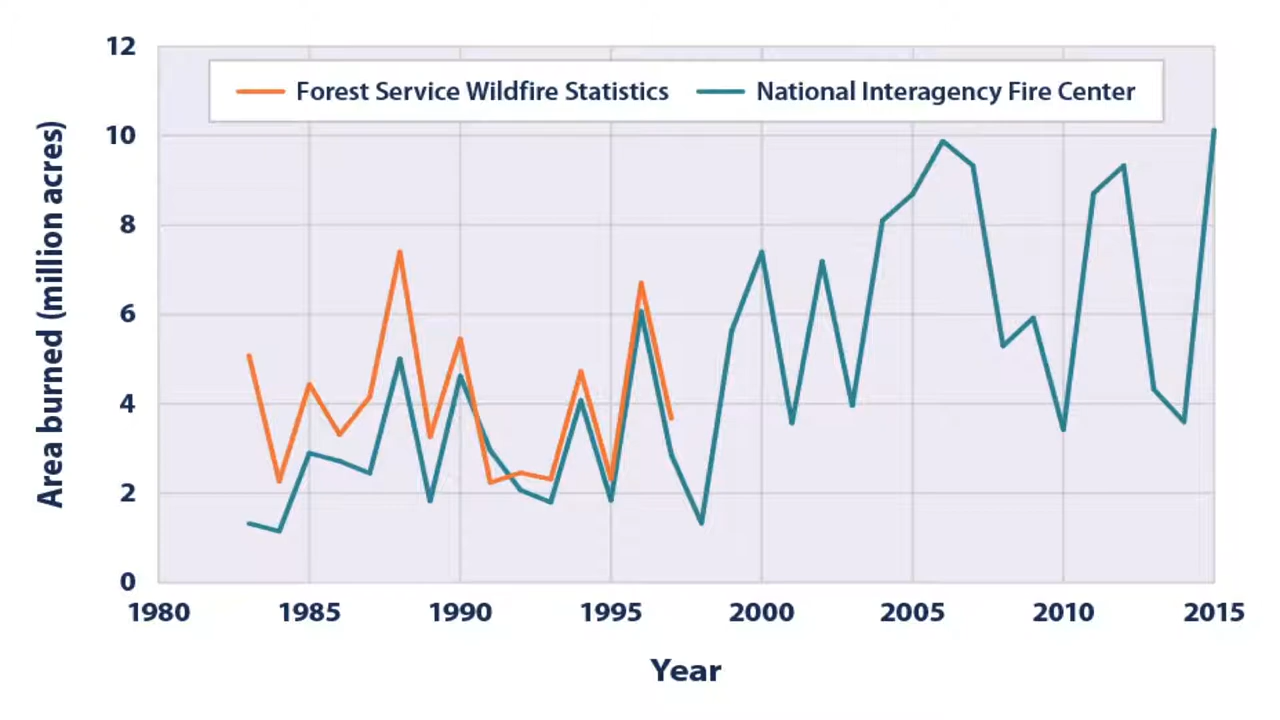 Forest Service Wildfire Statistics
National Interagency Fire Center
Area burned (million acres)
12
10
8
6
4
2
0
1980 1985 1990 1995 2000 2005 2010 2015
Year